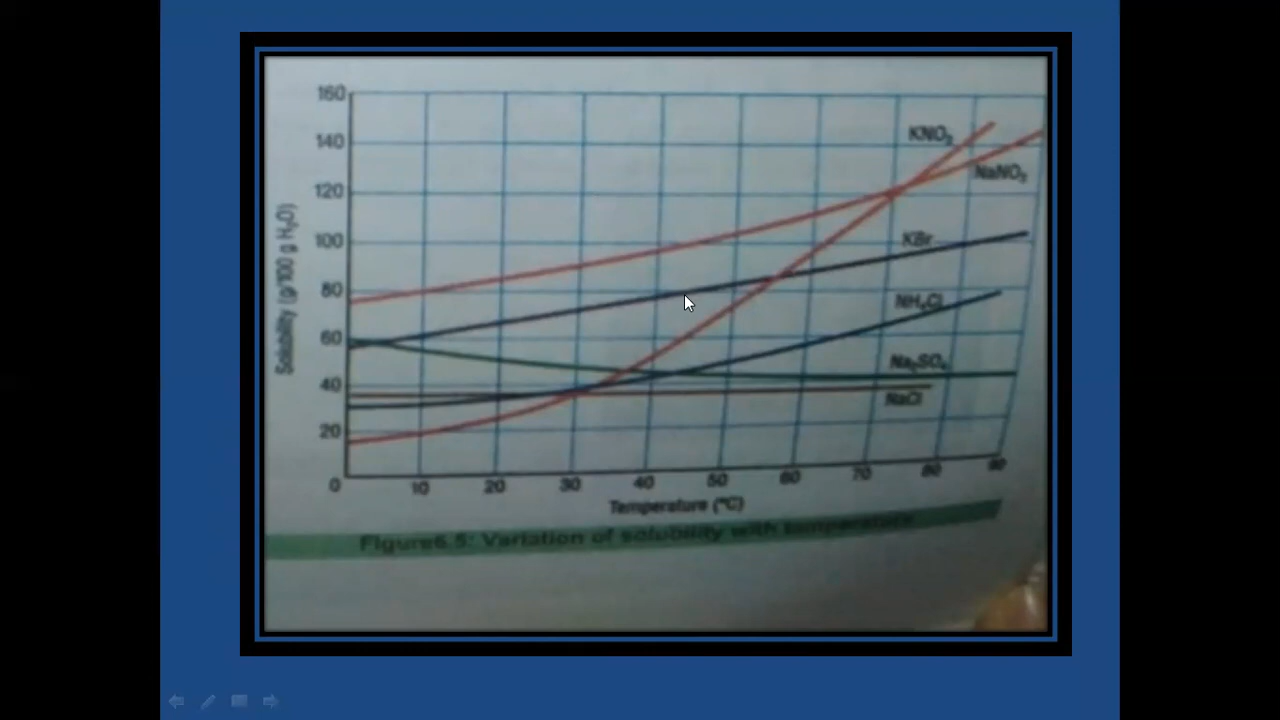 160
140
120
100
80
60
40
20
0 10 20 30 40 50 60 70 80 90
Solubility (g/100 g H₂O)
KNO₃
NaNO₃
KBr
NH₄Cl
Na₂SO₄
NaCl
Temperature (°C)
Figure6.5: Variation of solubility with temperature